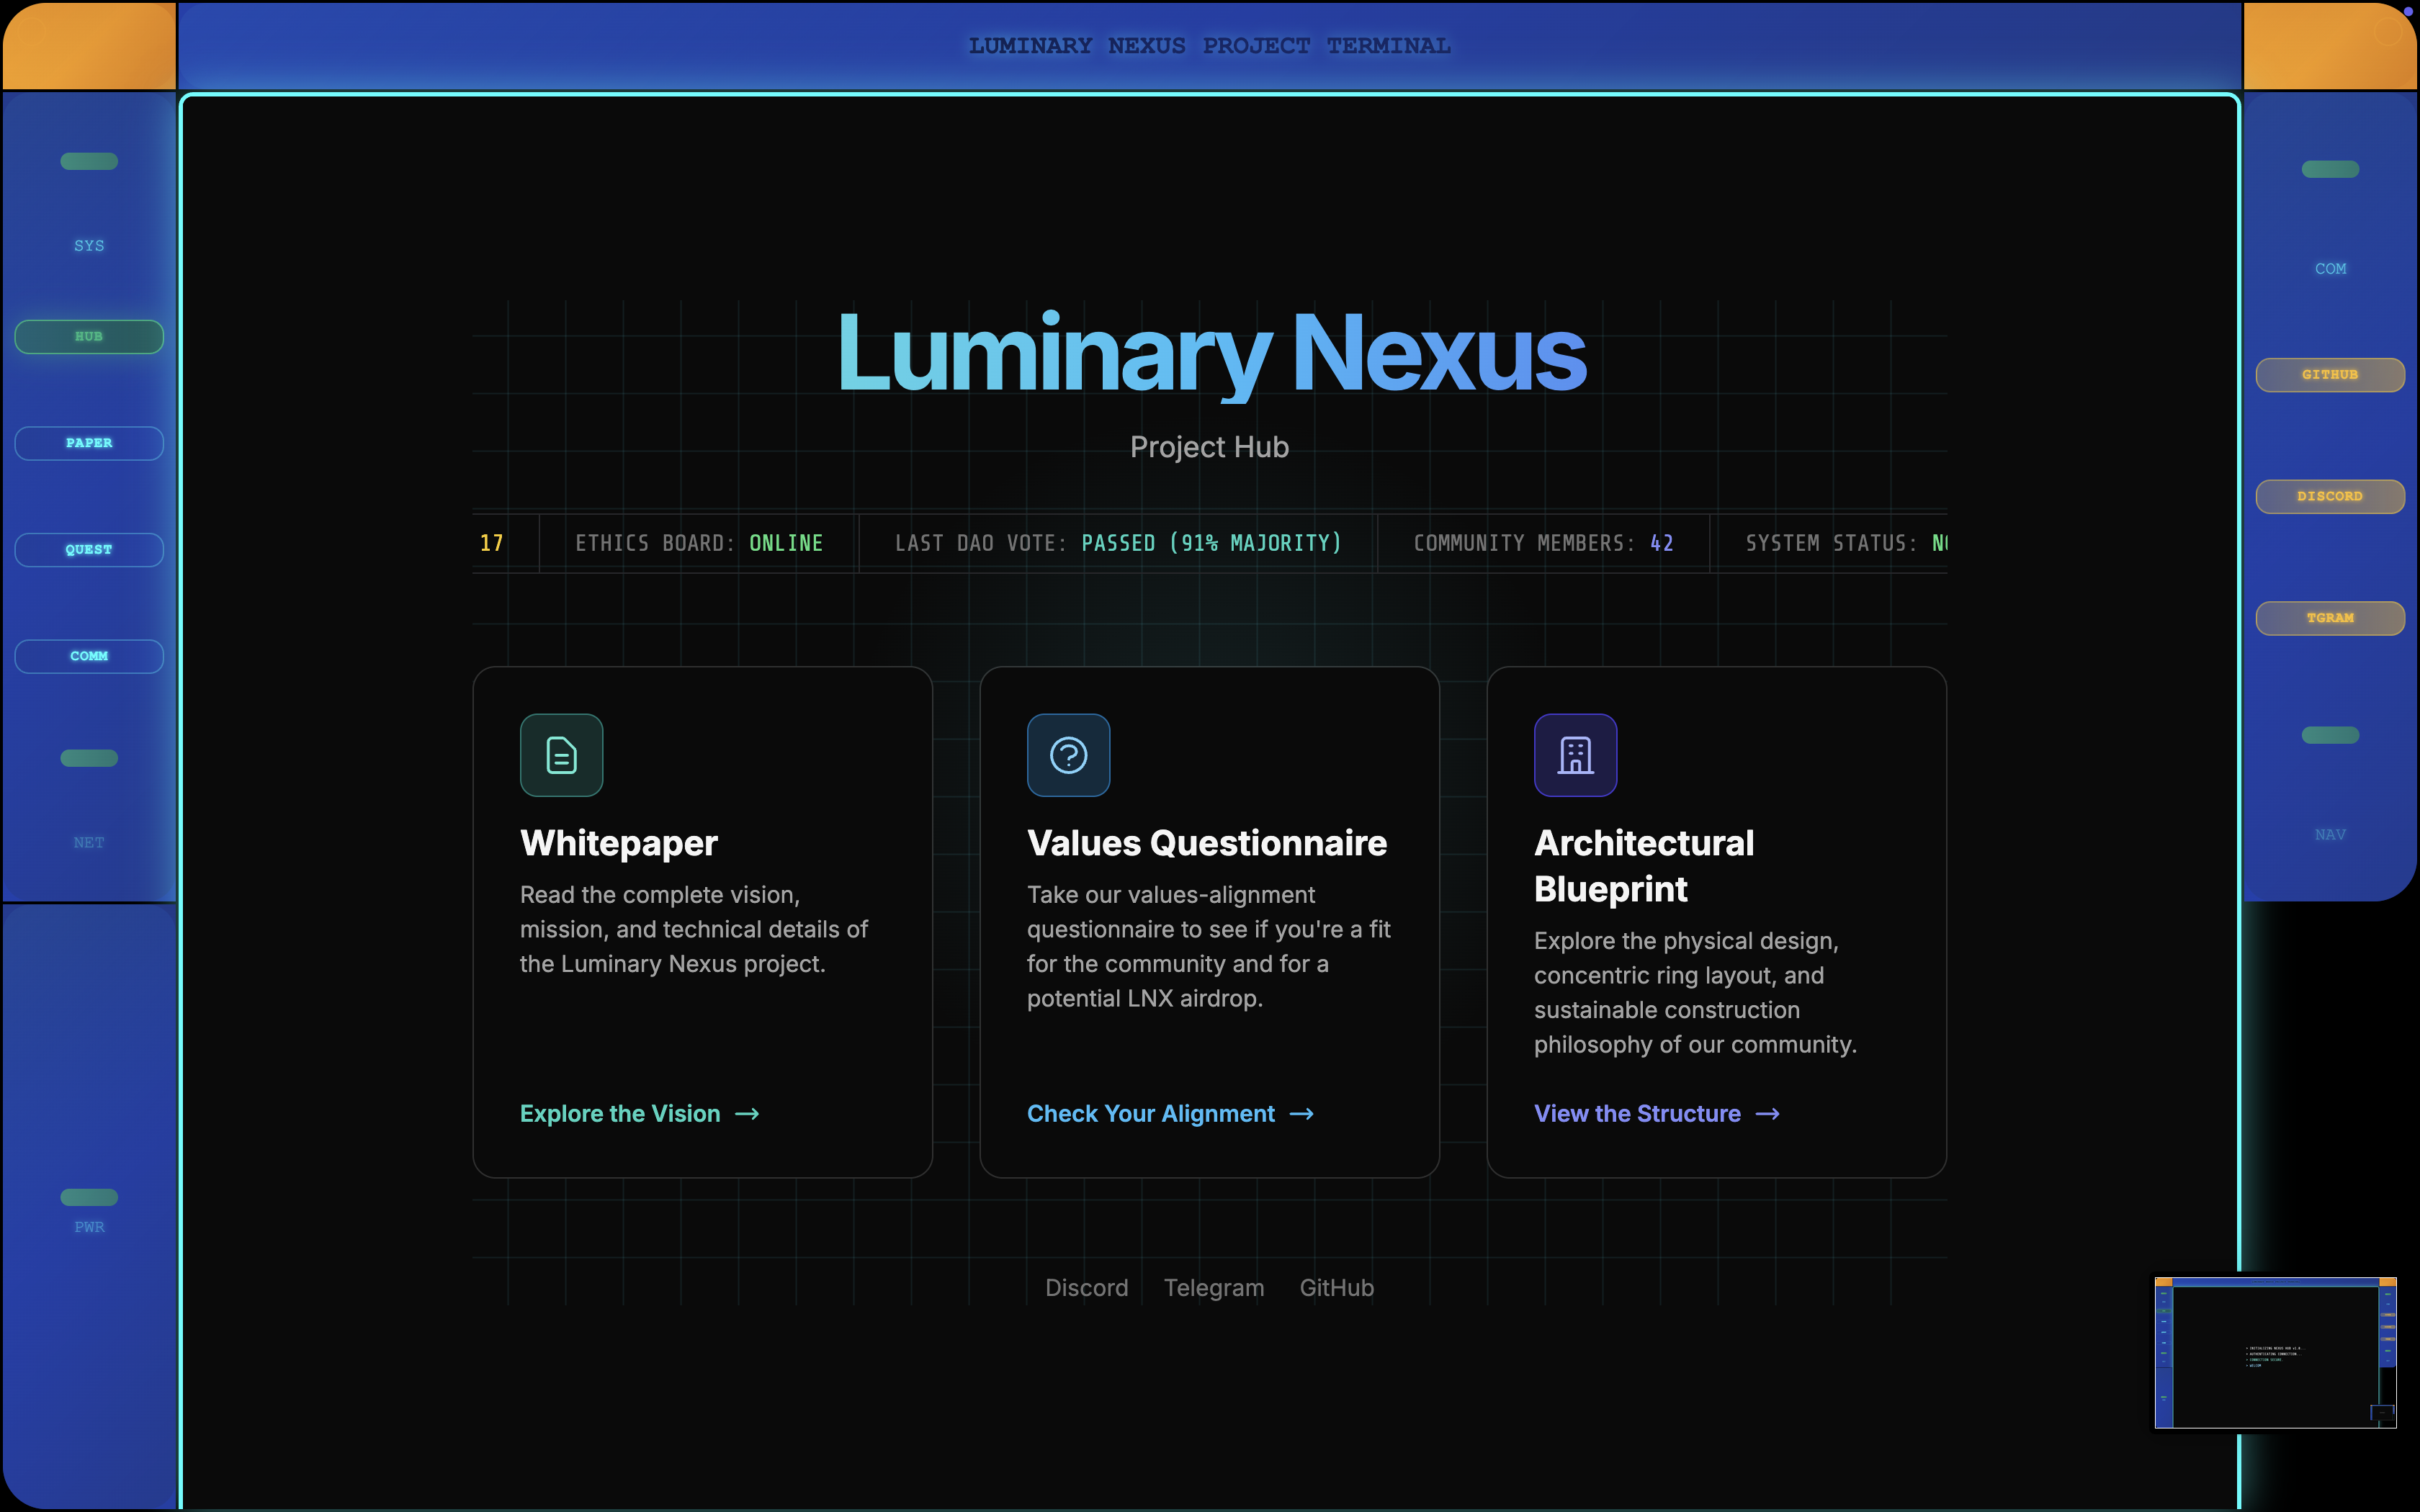 LUMINARY NEXUS PROJECT TERMINAL
SYS
HUB
PAPER
QUEST
COMM
NET
PWR
Luminary Nexus
Project Hub
17
ETHICS BOARD: ONLINE
LAST DAO VOTE: PASSED (91% MAJORITY)
COMMUNITY MEMBERS: 42
SYSTEM STATUS:
Whitepaper
Read the complete vision,
mission, and technical details of
the Luminary Nexus project.
Explore the Vision →
Values Questionnaire
Take our values-alignment
questionnaire to see if you're a fit
for the community and for a
potential LNX airdrop.
Check Your Alignment →
Architectural
Blueprint
Explore the physical design,
concentric ring layout, and
sustainable construction
philosophy of our community.
View the Structure →
Discord Telegram GitHub
COM
GITHUB
DISCORD
TGRAM
NAV